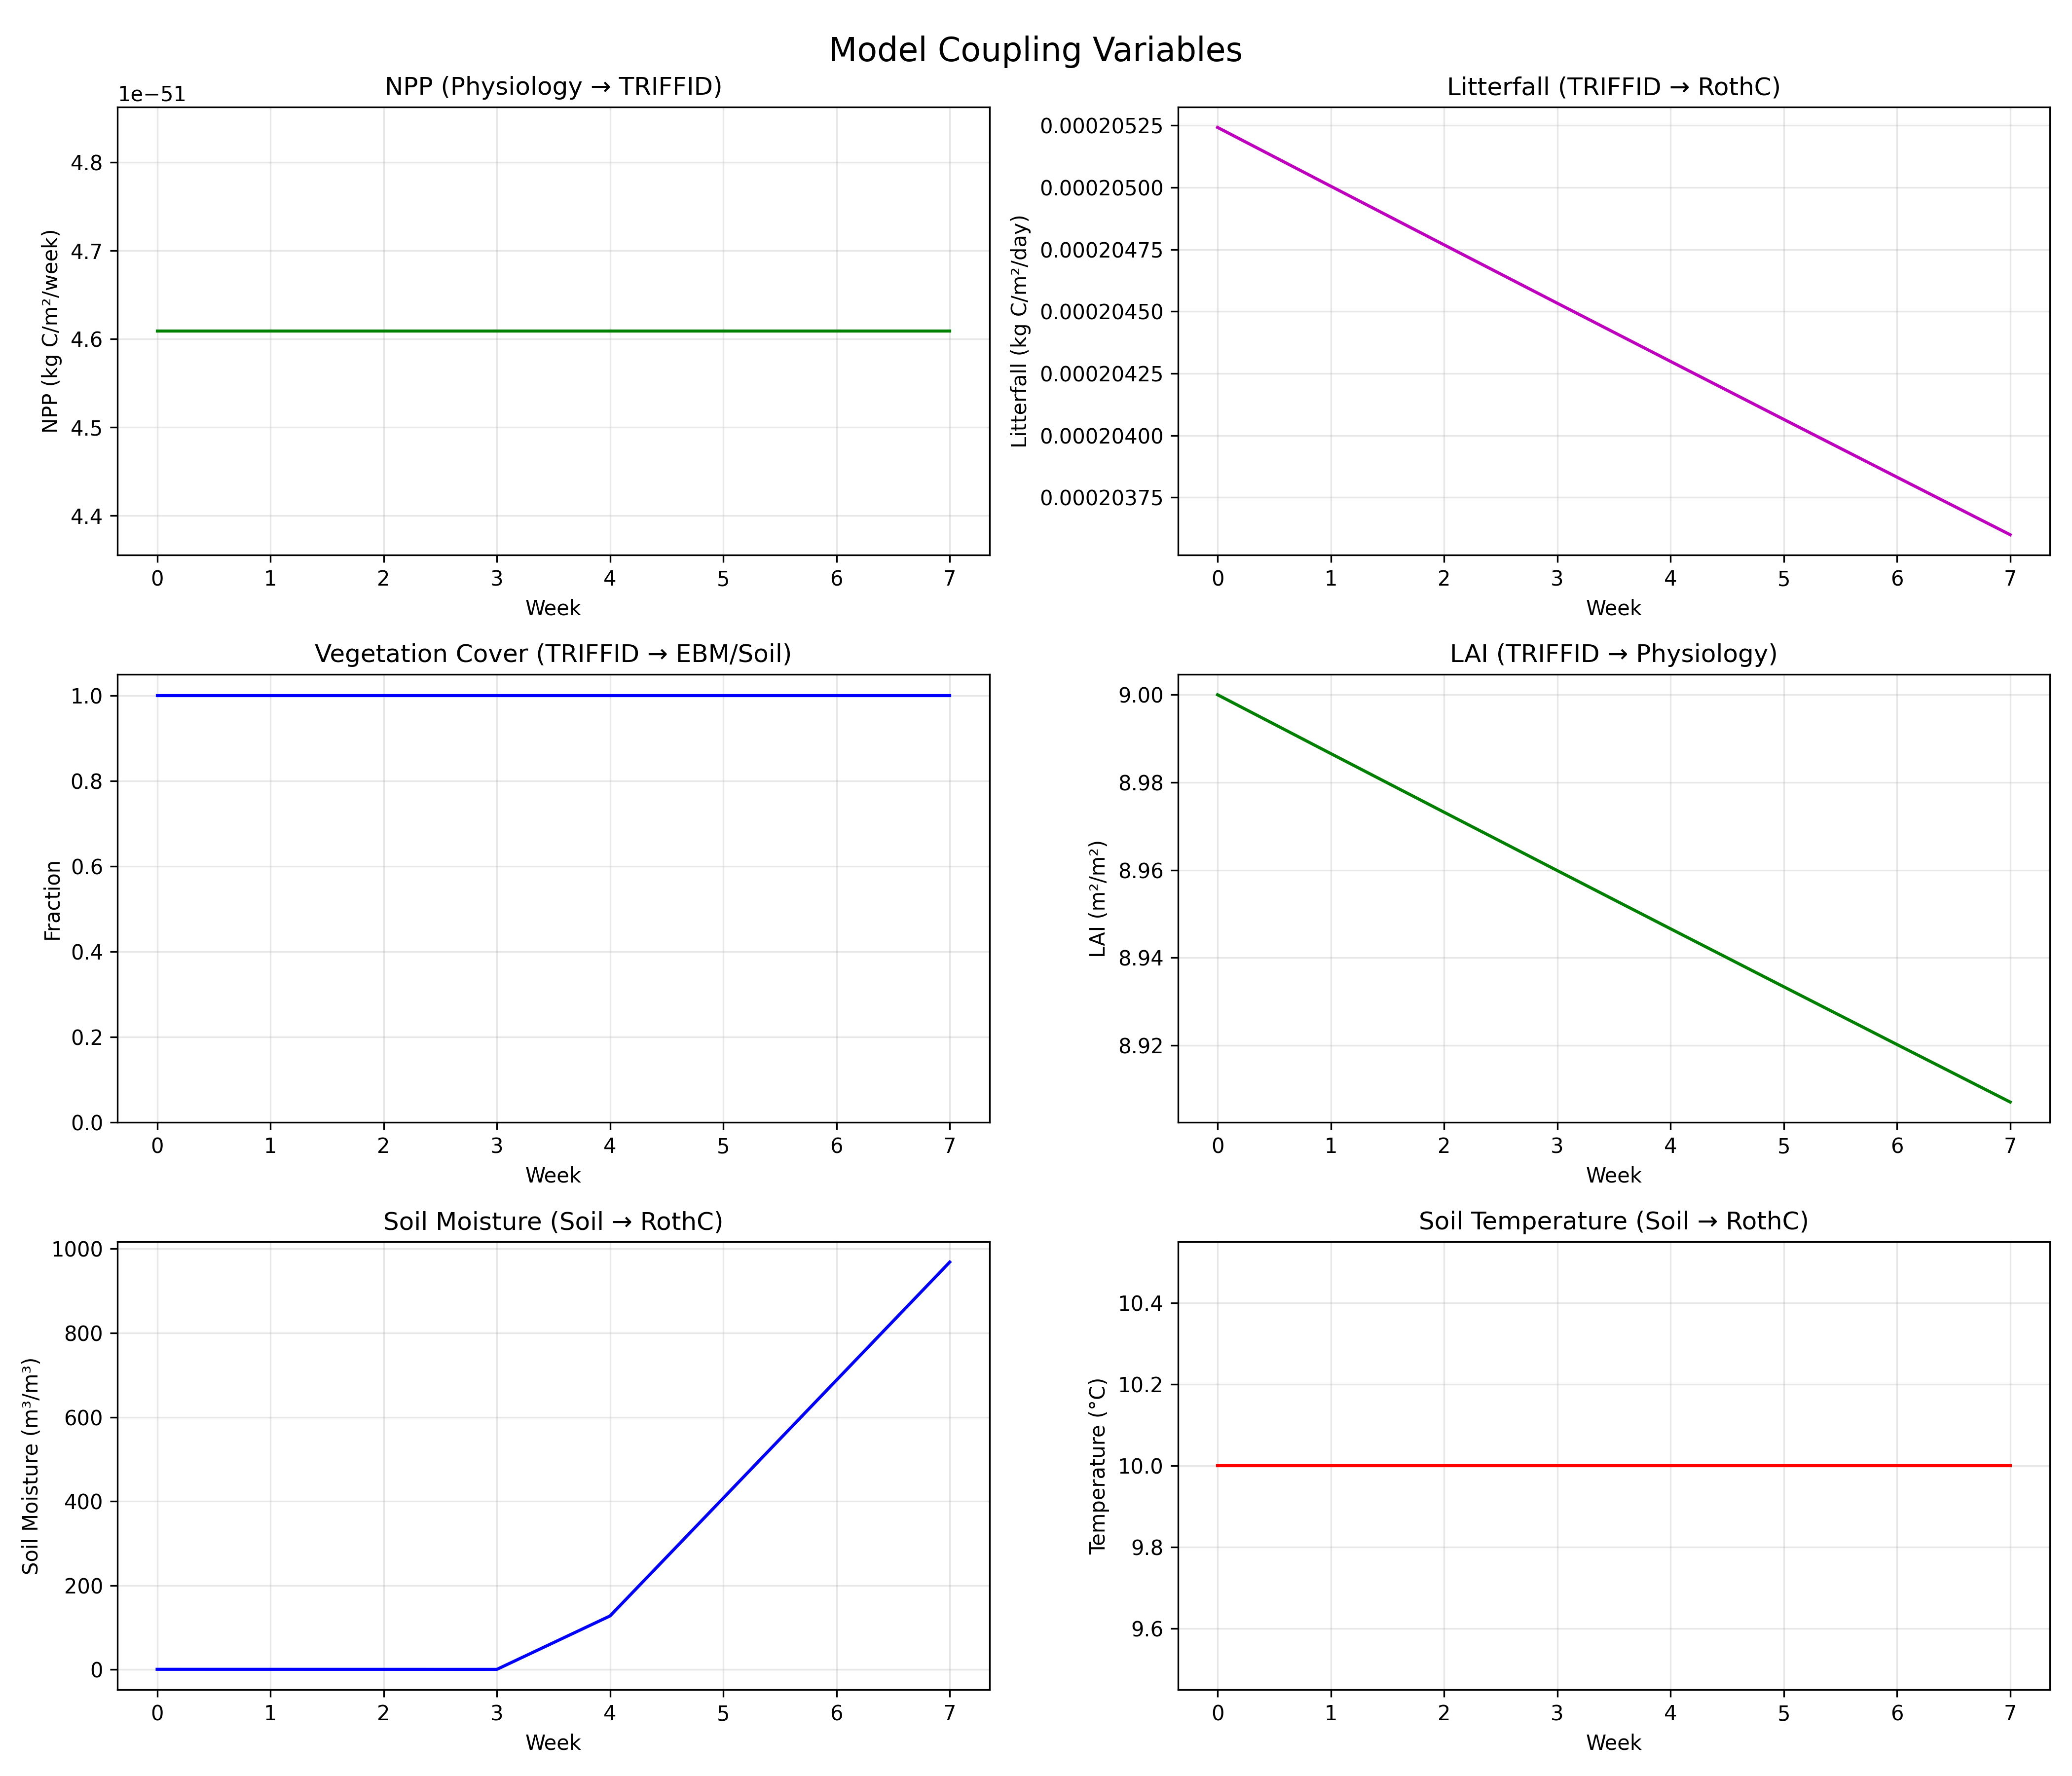 Model Coupling Variables
NPP (Physiology → TRIFFID)
1e−51
4.8
4.7
4.6
4.5
4.4
NPP (kg C/m²/week)
0 1 2 3 4 5 6 7
Week
Litterfall (TRIFFID → RothC)
0.00020525
0.00020500
0.00020475
0.00020450
0.00020425
0.00020400
0.00020375
Litterfall (kg C/m²/day)
0 1 2 3 4 5 6 7
Week
Vegetation Cover (TRIFFID → EBM/Soil)
1.0
0.8
0.6
0.4
0.2
0.0
Fraction
0 1 2 3 4 5 6 7
Week
LAI (TRIFFID → Physiology)
9.00
8.98
8.96
8.94
8.92
LAI (m²/m²)
0 1 2 3 4 5 6 7
Week
Soil Moisture (Soil → RothC)
1000
800
600
400
200
0
Soil Moisture (m³/m³)
0 1 2 3 4 5 6 7
Week
Soil Temperature (Soil → RothC)
10.4
10.2
10.0
9.8
9.6
Temperature (°C)
0 1 2 3 4 5 6 7
Week